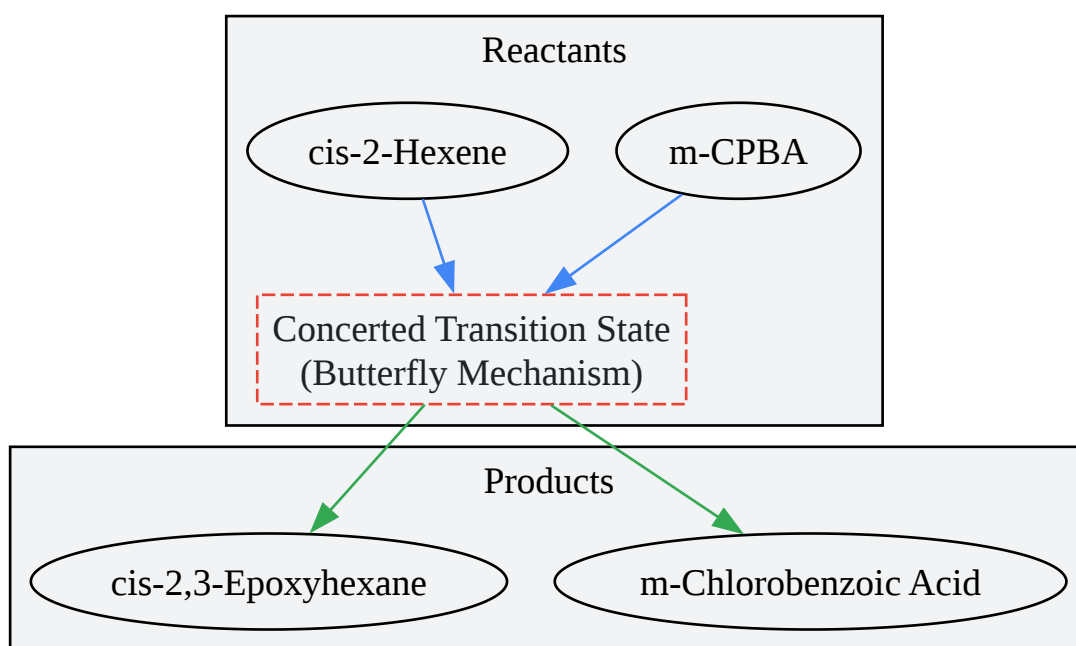 Reactants
cis-2-Hexene
m-CPBA
Concerted Transition State
(Butterfly Mechanism)
Products
cis-2,3-Epoxyhexane
m-Chlorobenzoic Acid